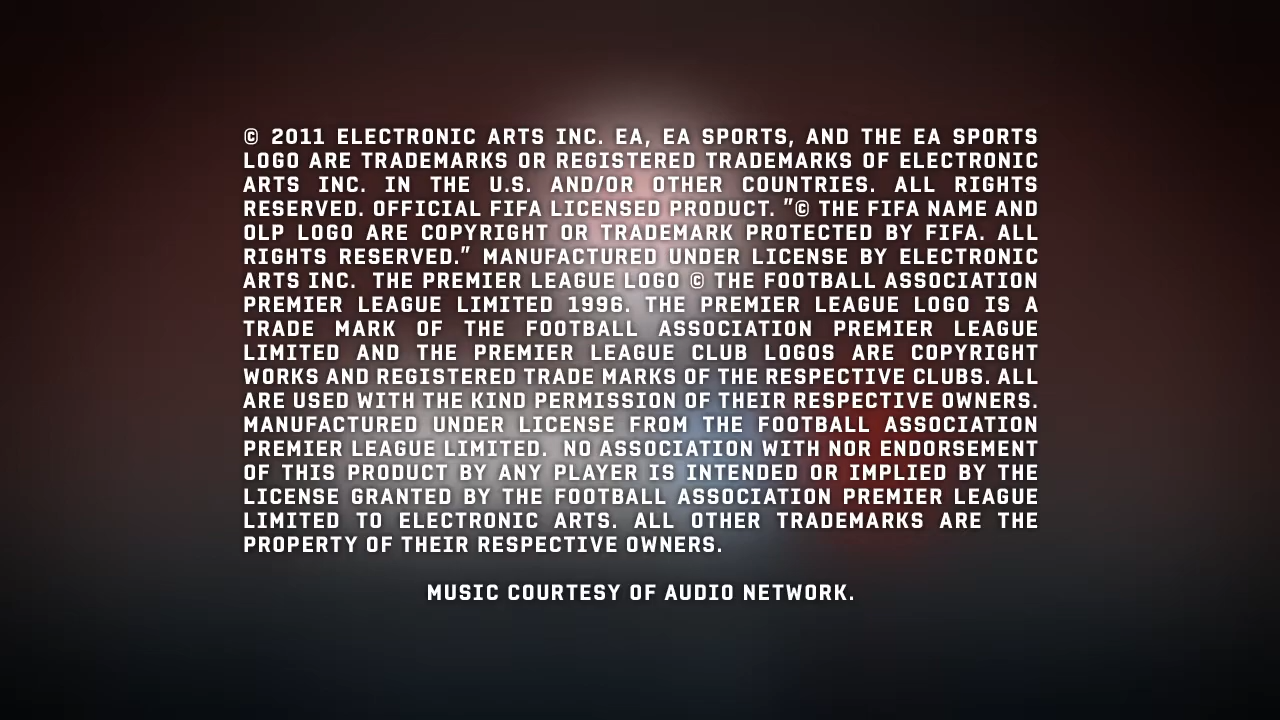 © 2011 ELECTRONIC ARTS INC. EA, EA SPORTS, AND THE EA SPORTS
LOGO ARE TRADEMARKS OR REGISTERED TRADEMARKS OF ELECTRONIC
ARTS INC. IN THE U.S. AND/OR OTHER COUNTRIES. ALL RIGHTS
RESERVED. OFFICIAL FIFA LICENSED PRODUCT. "© THE FIFA NAME AND
OLP LOGO ARE COPYRIGHT OR TRADEMARK PROTECTED BY FIFA. ALL
RIGHTS RESERVED." MANUFACTURED UNDER LICENSE BY ELECTRONIC
ARTS INC. THE PREMIER LEAGUE LOGO © THE FOOTBALL ASSOCIATION
PREMIER LEAGUE LIMITED 1996. THE PREMIER LEAGUE LOGO IS A
TRADE MARK OF THE FOOTBALL ASSOCIATION PREMIER LEAGUE
LIMITED AND THE PREMIER LEAGUE CLUB LOGOS ARE COPYRIGHT
WORKS AND REGISTERED TRADE MARKS OF THE RESPECTIVE CLUBS. ALL
ARE USED WITH THE KIND PERMISSION OF THEIR RESPECTIVE OWNERS.
MANUFACTURED UNDER LICENSE FROM THE FOOTBALL ASSOCIATION
PREMIER LEAGUE LIMITED. NO ASSOCIATION WITH NOR ENDORSEMENT
OF THIS PRODUCT BY ANY PLAYER IS INTENDED OR IMPLIED BY THE
LICENSE GRANTED BY THE FOOTBALL ASSOCIATION PREMIER LEAGUE
LIMITED TO ELECTRONIC ARTS. ALL OTHER TRADEMARKS ARE THE
PROPERTY OF THEIR RESPECTIVE OWNERS.
MUSIC COURTESY OF AUDIO NETWORK.